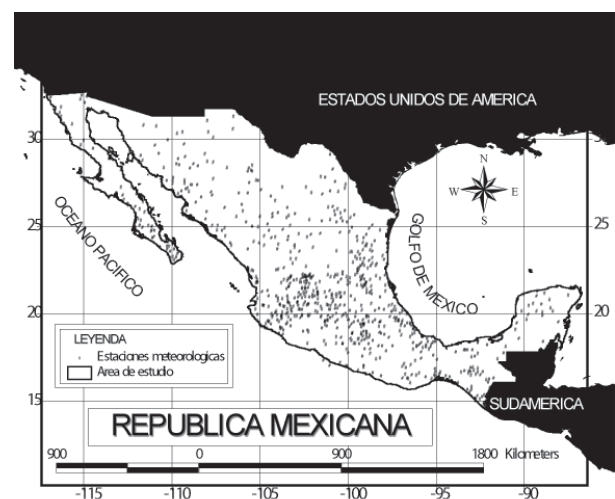 ESTADOS UNIDOS DE AMERICA
30
30
N
W
E
S
OCEANO PACIFICO
GOLFO DE MEXICO
25
25
20
20
LEYENDA
Estaciones meteorologicas
Area de estudio
15
15
SUDAMERICA
REPUBLICA MEXICANA
900 0 900 1800 Kilometers
-115 -110 -105 -100 -95 -90